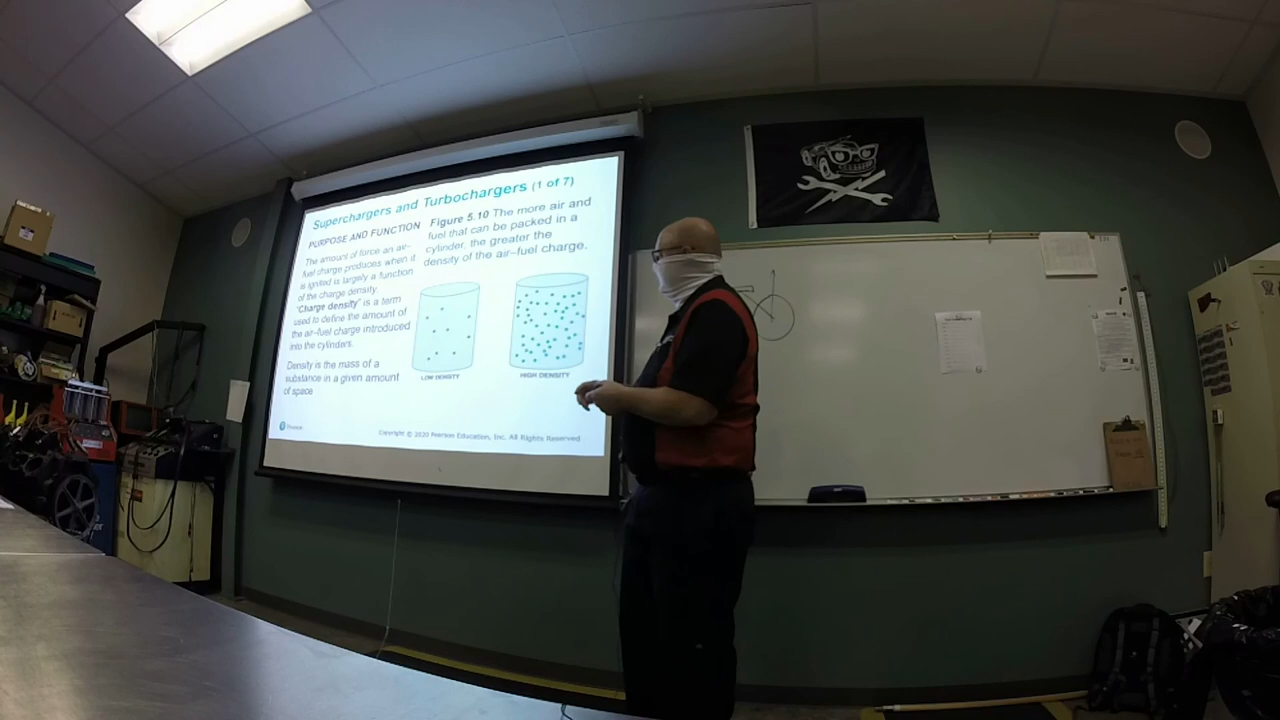 Superchargers and Turbochargers (1 of 7)
PURPOSE AND FUNCTION
The amount of force an air–
fuel charge produces when it
is ignited is largely a function
of the charge density.
"Charge density" is a term
used to define the amount of
the air–fuel charge introduced
into the cylinders.
Density is the mass of a
substance in a given amount
of space
Figure 5.10 The more air and
fuel that can be packed in a
cylinder, the greater the
density of the air–fuel charge.
LOW DENSITY
HIGH DENSITY
Pearson
Copyright © 2020 Pearson Education, Inc. All Rights Reserved